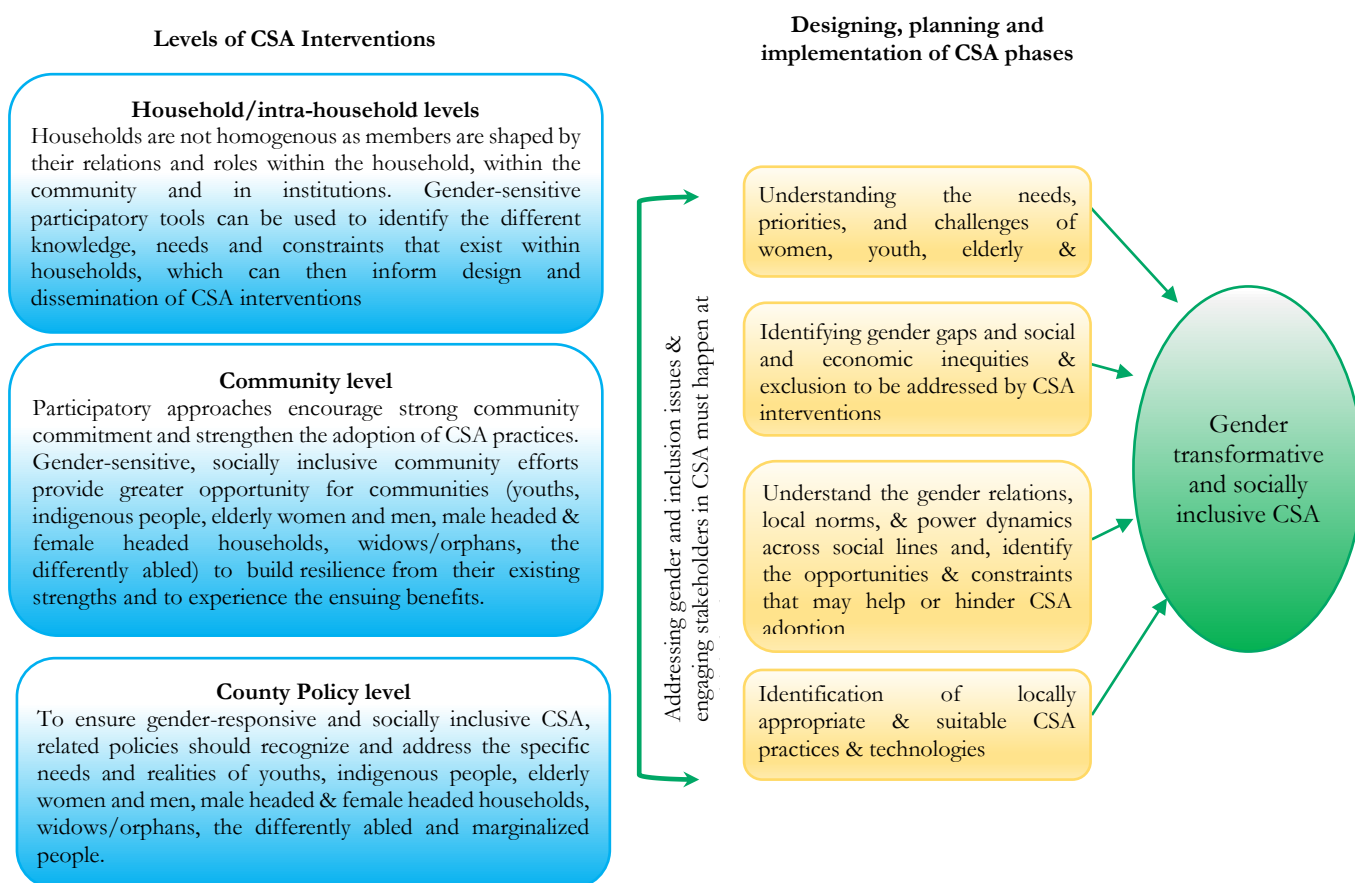 Levels of CSA Interventions
Household/intra-household levels
Households are not homogenous as members are shaped by
their relations and roles within the household, within the
community and in institutions. Gender-sensitive
participatory tools can be used to identify the different
knowledge, needs and constraints that exist within
households, which can then inform design and
dissemination of CSA interventions
Community level
Participatory approaches encourage strong community
commitment and strengthen the adoption of CSA practices.
Gender-sensitive, socially inclusive community efforts
provide greater opportunity for communities (youths,
indigenous people, elderly women and men, male headed &
female headed households, widows/orphans, the
differently abled) to build resilience from their existing
strengths and to experience the ensuing benefits.
County Policy level
To ensure gender-responsive and socially inclusive CSA,
related policies should recognize and address the specific
needs and realities of youths, indigenous people, elderly
women and men, male headed & female headed households,
widows/orphans, the differently abled and marginalized
people.
Addressing gender and inclusion issues &
engaging stakeholders in CSA must happen at
Designing, planning and
implementation of CSA phases
Understanding the needs,
priorities, and challenges of
women, youth, elderly &
Identifying gender gaps and social
and economic inequities &
exclusion to be addressed by CSA
interventions
Understand the gender relations,
local norms, & power dynamics
across social lines and, identify
the opportunities & constraints
that may help or hinder CSA
adoption
Identification of locally
appropriate & suitable CSA
practices & technologies
Gender
transformative
and socially
inclusive CSA